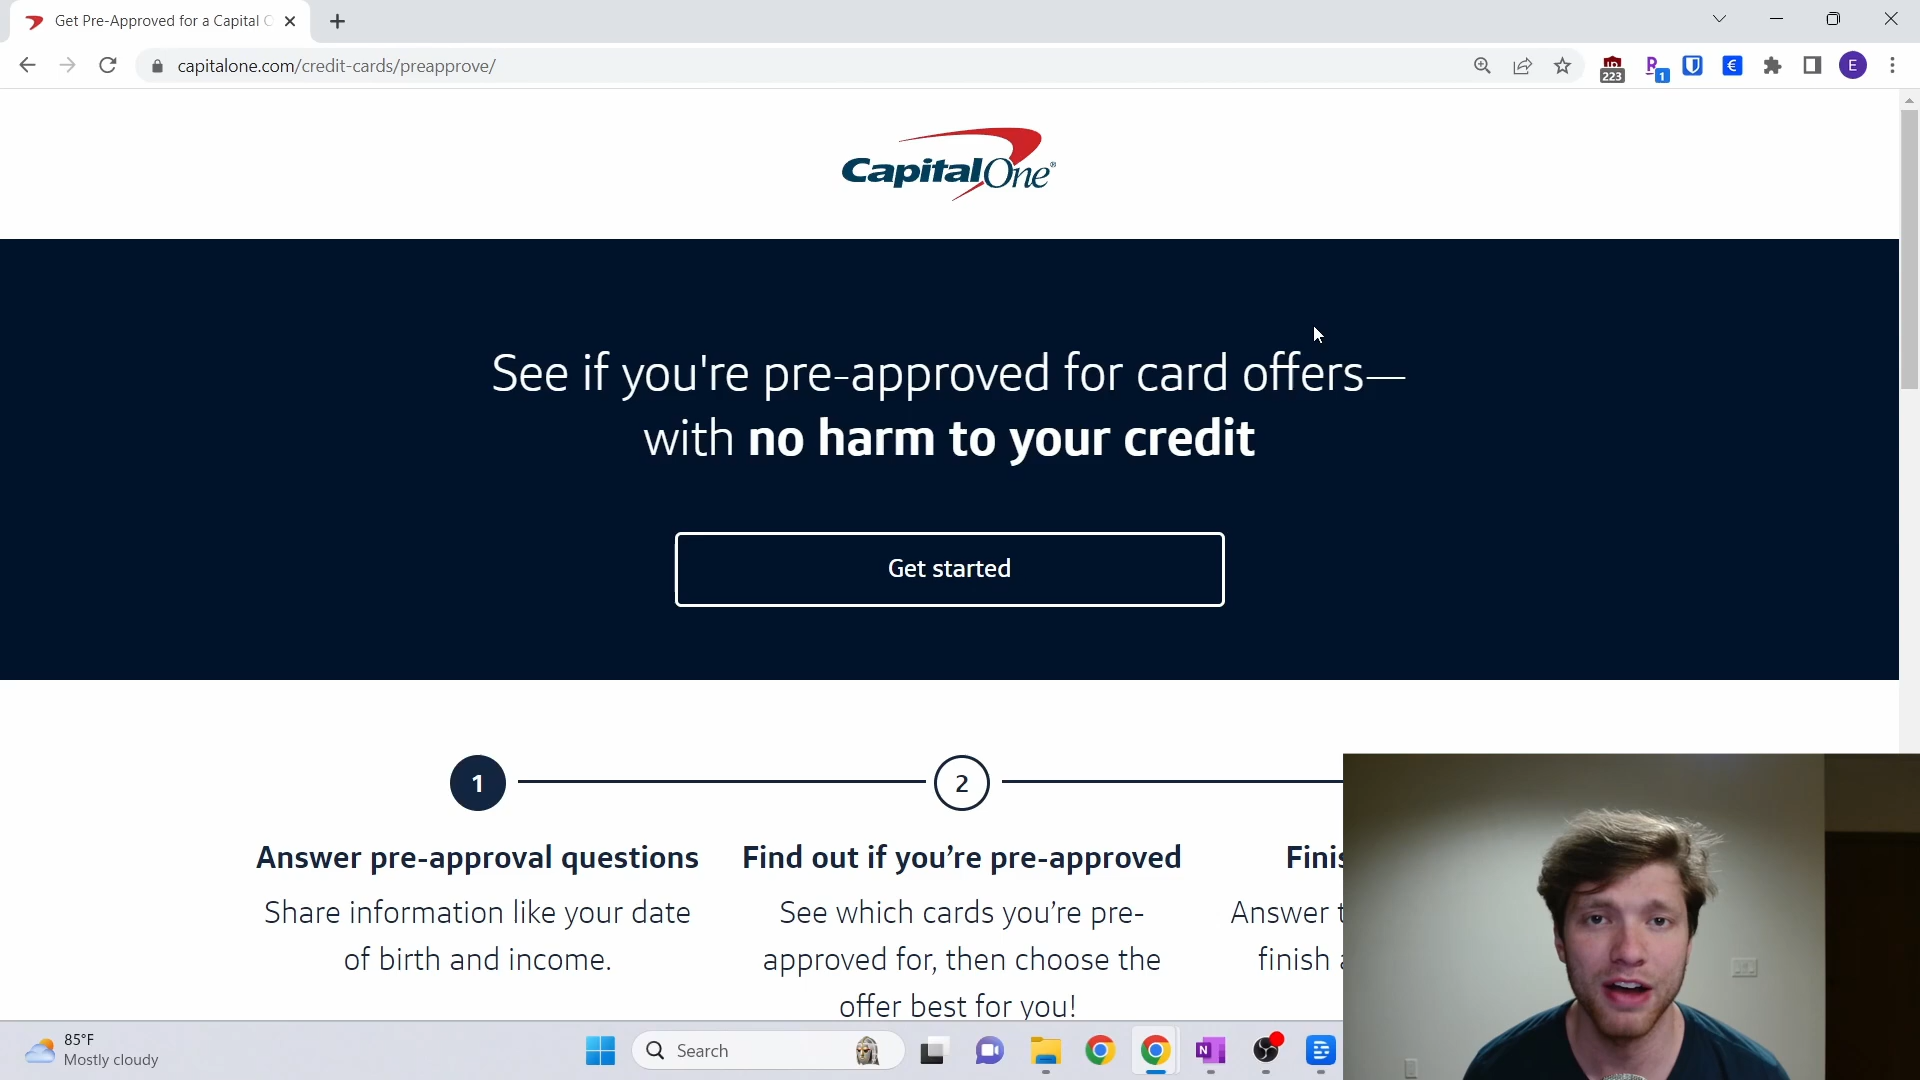 Get Pre-Approved for a Capital O
capitalone.com/credit-cards/preapprove/
223
1
E
CapitalOne®
See if you're pre-approved for card offers—
with no harm to your credit
Get started
1
2
Answer pre-approval questions
Find out if you're pre-approved
Finis
Share information like your date
of birth and income.
See which cards you're pre-
approved for, then choose the
offer best for you!
Answer t
finish a
85°F
Mostly cloudy
Search
N